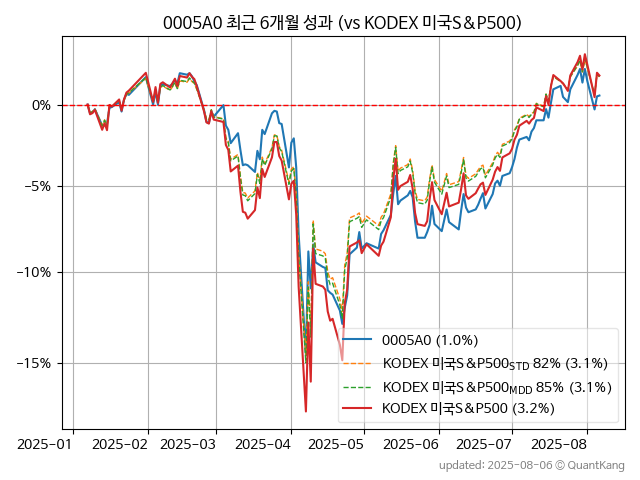 0005A0 최근 6개월 성과 (vs KODEX 미국S&P500)
0%
−5%
−10%
−15%
0005A0 (1.0%)
KODEX 미국S&P500STD 82% (3.1%)
KODEX 미국S&P500MDD 85% (3.1%)
KODEX 미국S&P500 (3.2%)
2025-01 2025-02 2025-03 2025-04 2025-05 2025-06 2025-07 2025-08
updated: 2025-08-06 © QuantKang